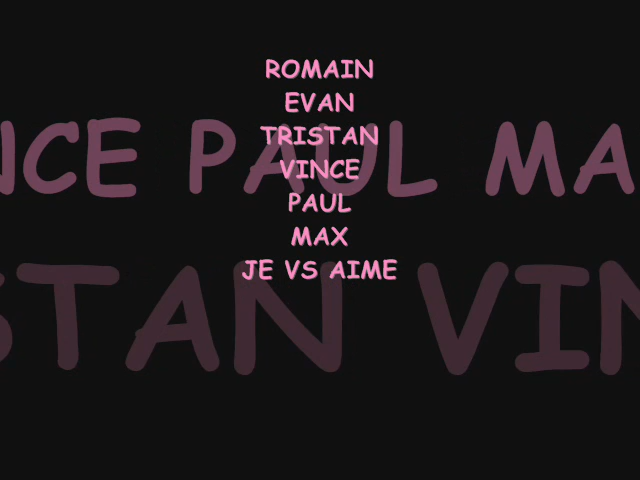 ROMAIN
EVAN
TRISTAN
VINCE
PAUL
MAX
JE VS AIME
NCE PAUL MA
STAN VIN